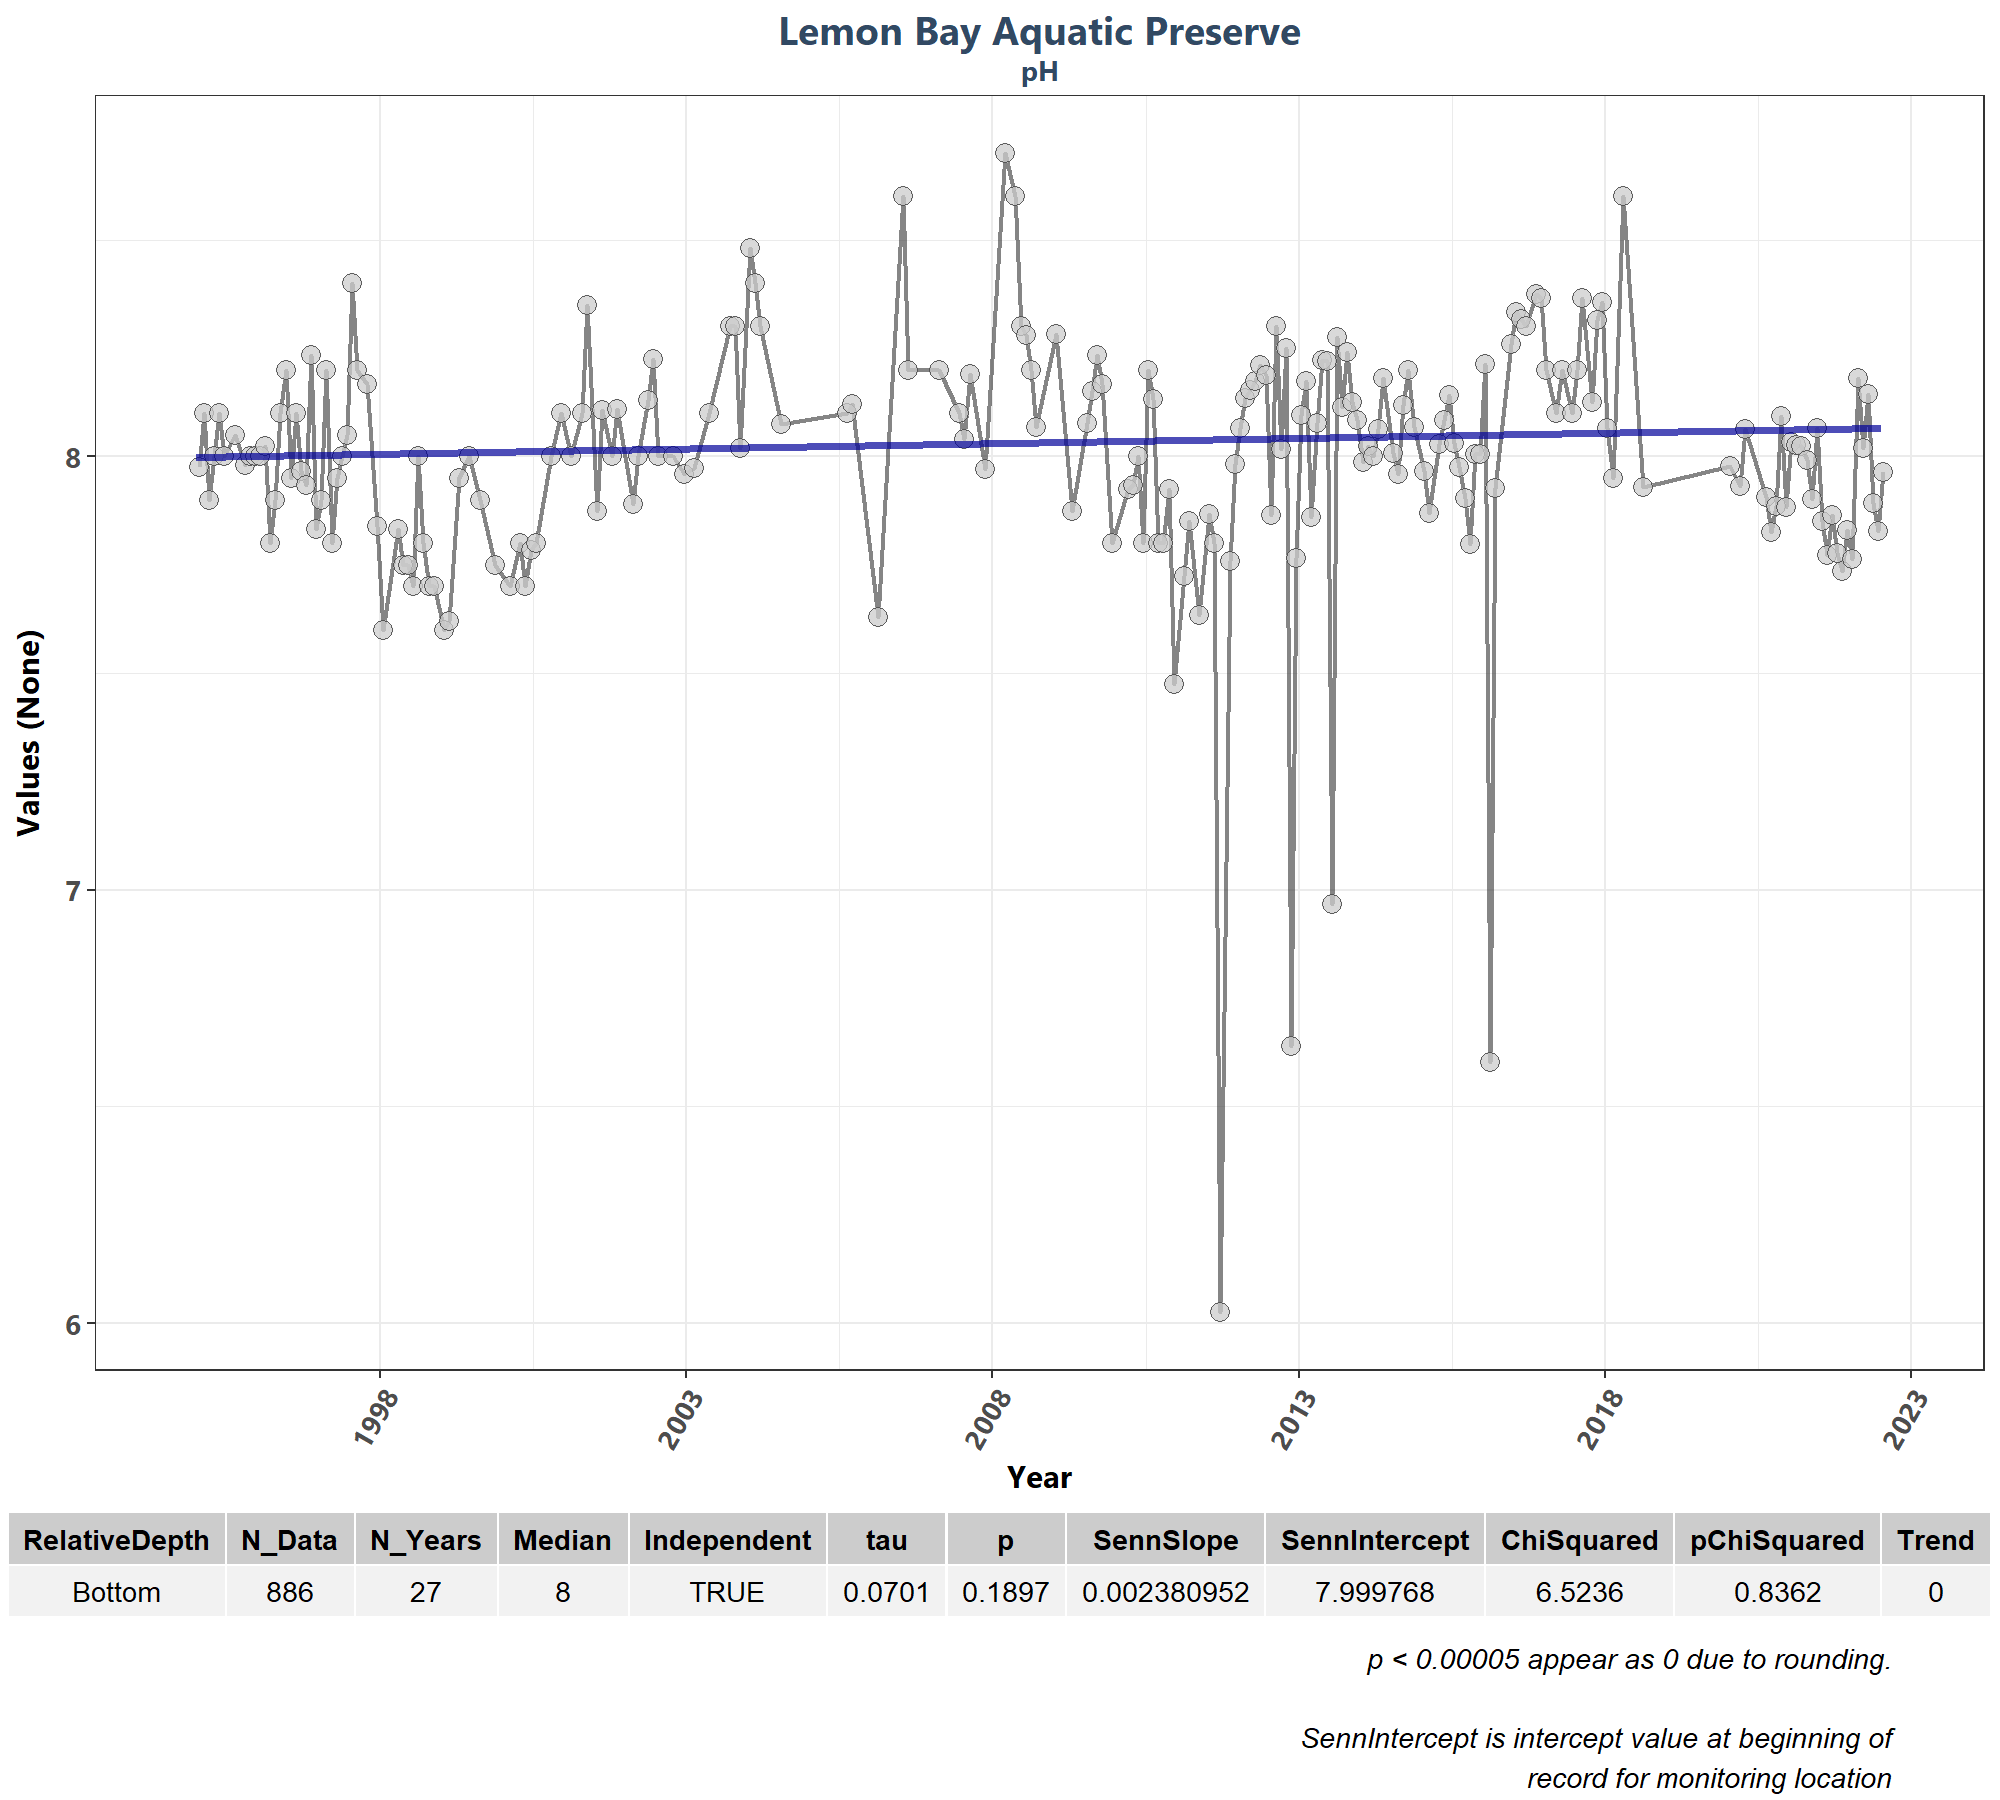 Lemon Bay Aquatic Preserve
pH
Values (None)
8
7
6
1998 2003 2008 2013 2018 2023
Year
RelativeDepth N_Data N_Years Median Independent tau p SennSlope SennIntercept ChiSquared pChiSquared Trend
Bottom 886 27 8 TRUE 0.0701 0.1897 0.002380952 7.999768 6.5236 0.8362 0
p < 0.00005 appear as 0 due to rounding.
SennIntercept is intercept value at beginning of
record for monitoring location